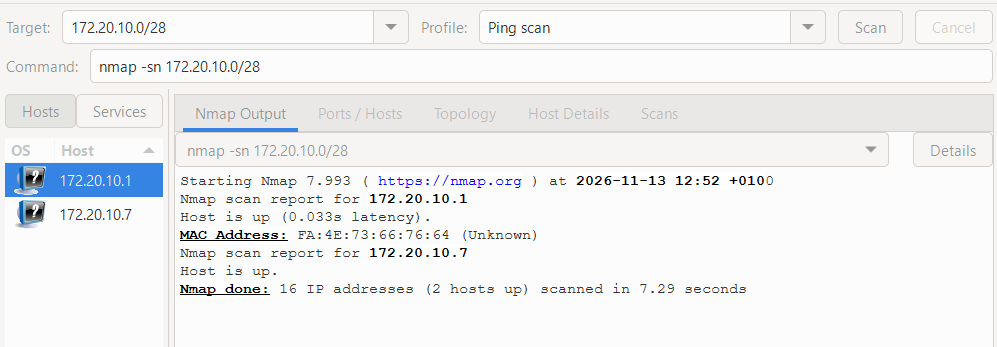 Target: 172.20.10.0/28 Profile: Ping scan Scan Cancel
Command: nmap -sn 172.20.10.0/28
Hosts Services
Nmap Output Ports / Hosts Topology Host Details Scans
OS Host
nmap -sn 172.20.10.0/28 Details
172.20.10.1
172.20.10.7
Starting Nmap 7.993 ( https://nmap.org ) at 2026-11-13 12:52 +0100
Nmap scan report for 172.20.10.1
Host is up (0.033s latency).
MAC Address: FA:4E:73:66:76:64 (Unknown)
Nmap scan report for 172.20.10.7
Host is up.
Nmap done: 16 IP addresses (2 hosts up) scanned in 7.29 seconds